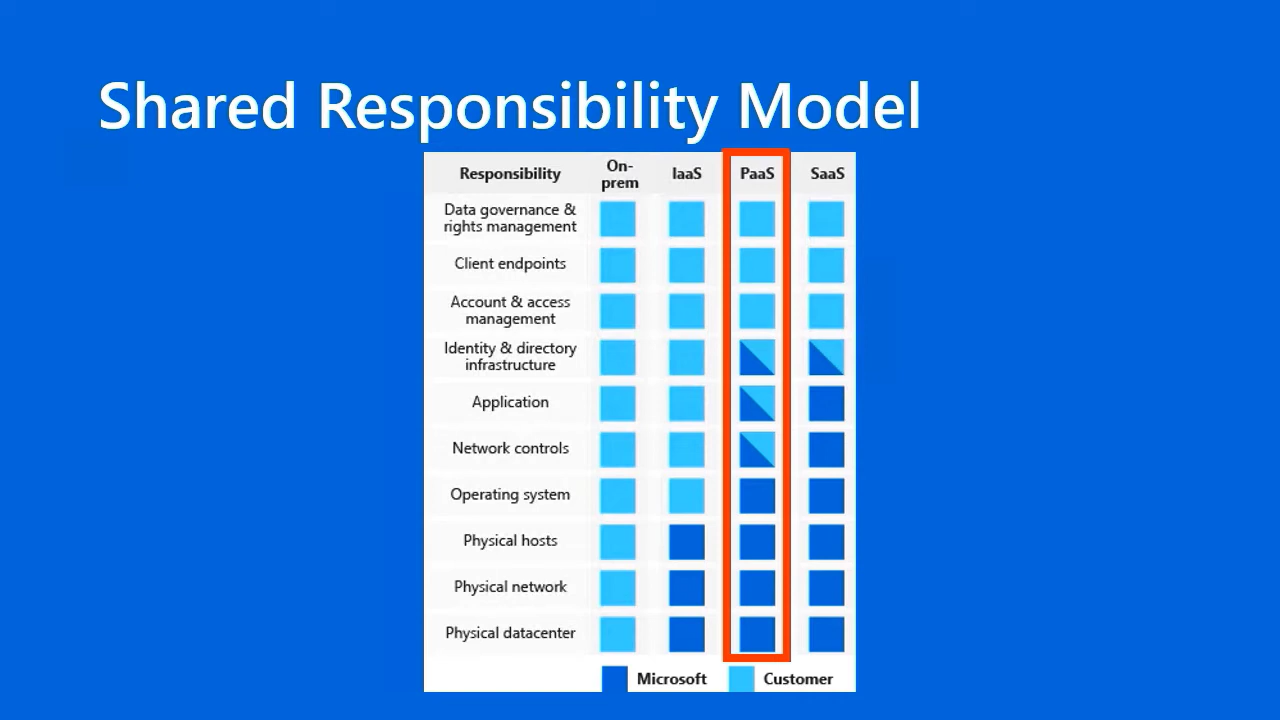 Shared Responsibility Model
Responsibility On-prem IaaS PaaS SaaS
Data governance &
rights management
Client endpoints
Account & access
management
Identity & directory
infrastructure
Application
Network controls
Operating system
Physical hosts
Physical network
Physical datacenter
Microsoft Customer